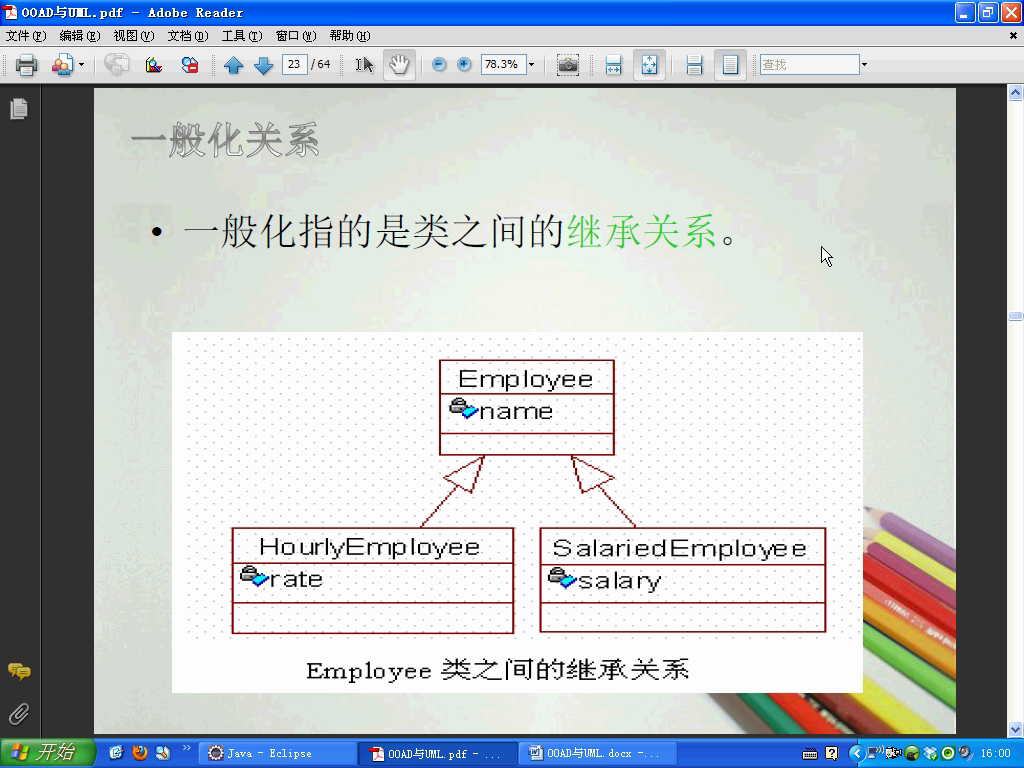 OOAD与UML.pdf - Adobe Reader
文件(F) 编辑(E) 视图(V) 文档(D) 工具(T) 窗口(W) 帮助(H)
23 / 64 78.3% 查找
一般化关系
• 一般化指的是类之间的继承关系。
Employee
name
HourlyEmployee SalariedEmployee
rate salary
Employee 类之间的继承关系
开始 Java - Eclipse OOAD与UML.pdf - ... OOAD与UML.docx -... 16:00